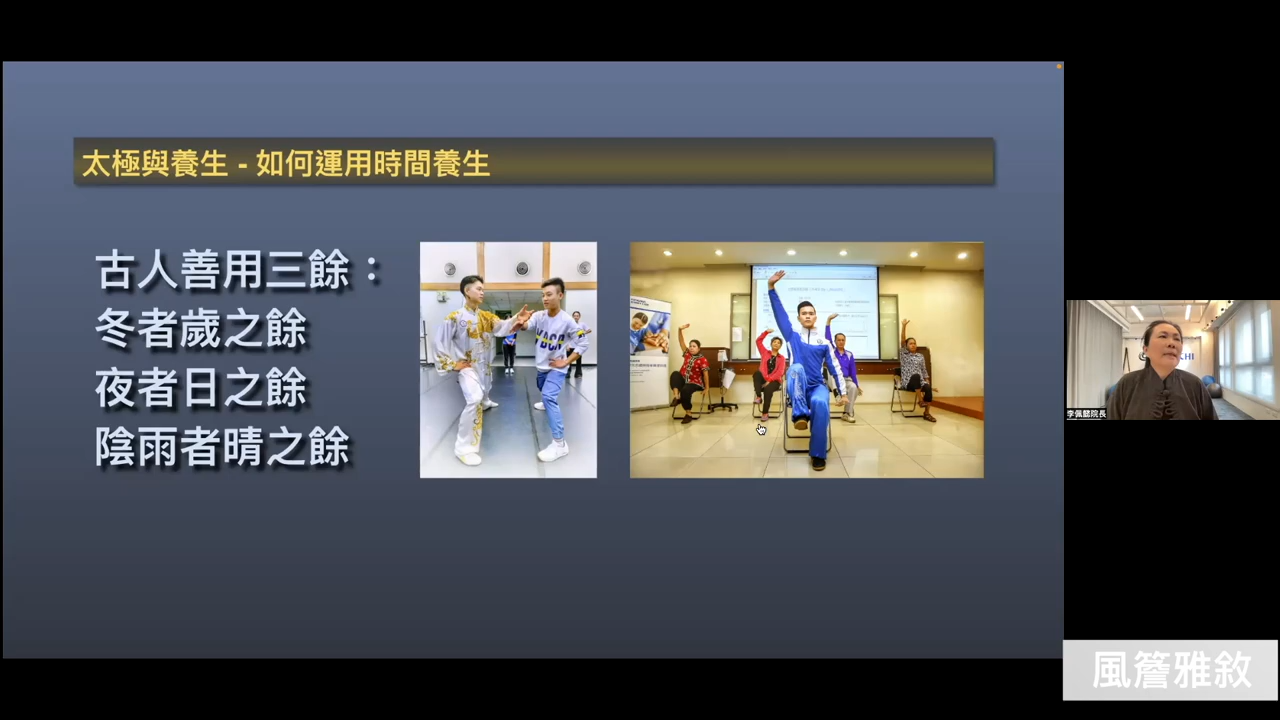 太極與養生 - 如何運用時間養生
古人善用三餘：
冬者歲之餘
夜者日之餘
陰雨者晴之餘
李佩懿院長
風簷雅敘